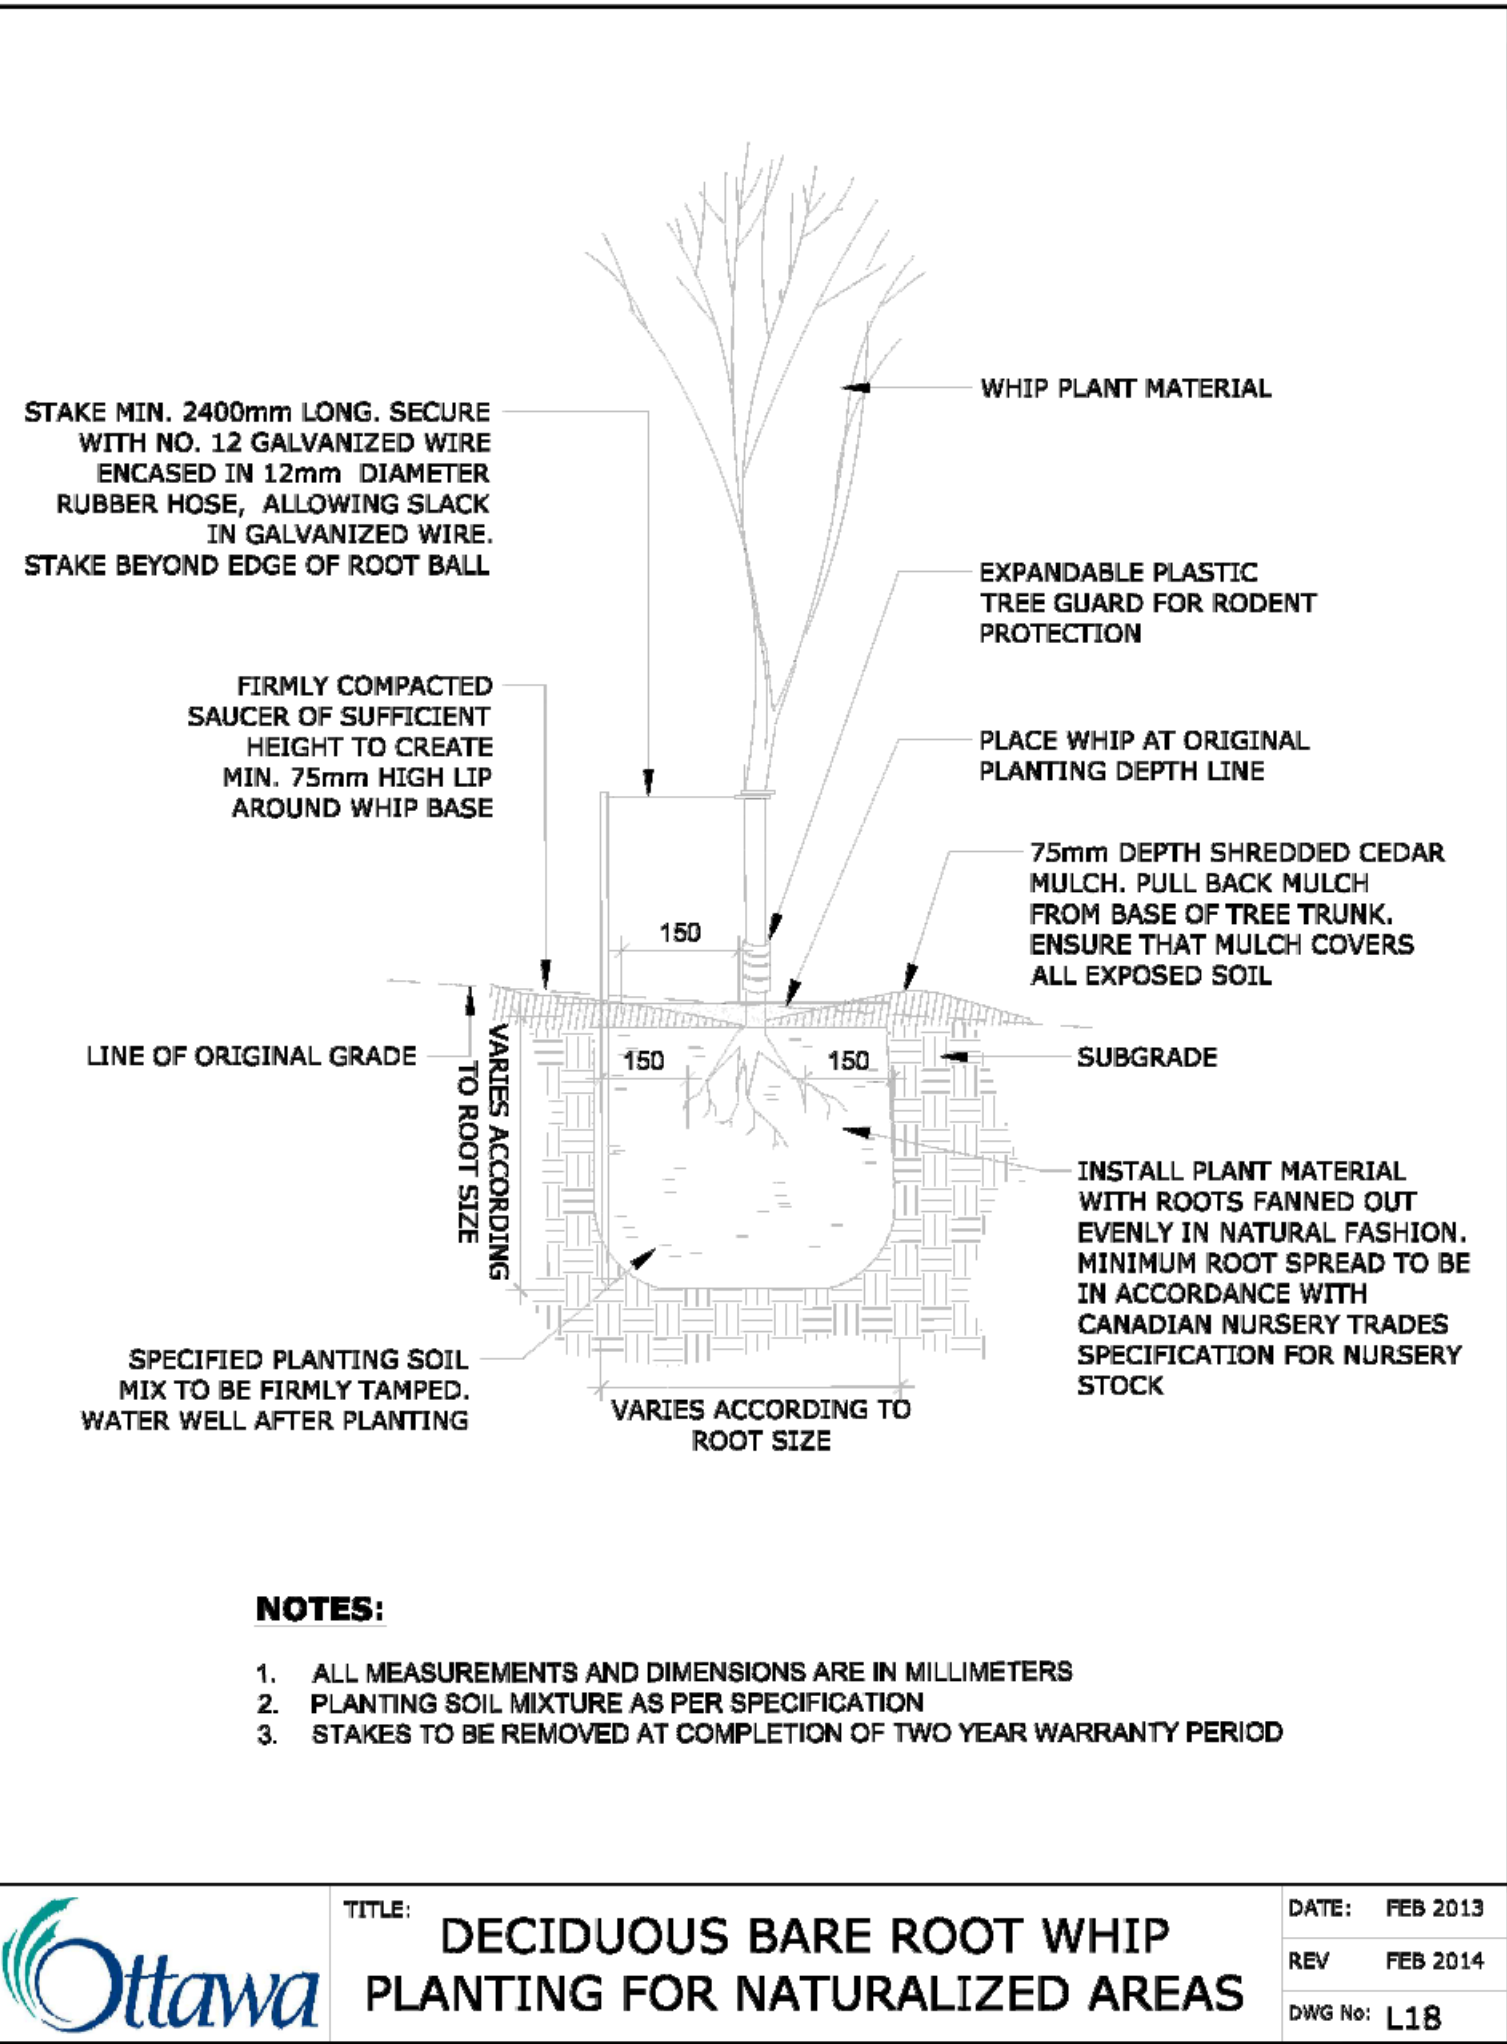 WHIP PLANT MATERIAL
STAKE MIN. 2400mm LONG. SECURE
WITH NO. 12 GALVANIZED WIRE
ENCASED IN 12mm DIAMETER
RUBBER HOSE, ALLOWING SLACK
IN GALVANIZED WIRE.
STAKE BEYOND EDGE OF ROOT BALL
EXPANDABLE PLASTIC
TREE GUARD FOR RODENT
PROTECTION
FIRMLY COMPACTED
SAUCER OF SUFFICIENT
HEIGHT TO CREATE
MIN. 75mm HIGH LIP
AROUND WHIP BASE
PLACE WHIP AT ORIGINAL
PLANTING DEPTH LINE
75mm DEPTH SHREDDED CEDAR
MULCH. PULL BACK MULCH
FROM BASE OF TREE TRUNK.
ENSURE THAT MULCH COVERS
ALL EXPOSED SOIL
150
LINE OF ORIGINAL GRADE
VARIES ACCORDING
TO ROOT SIZE
150
150
SUBGRADE
INSTALL PLANT MATERIAL
WITH ROOTS FANNED OUT
EVENLY IN NATURAL FASHION.
MINIMUM ROOT SPREAD TO BE
IN ACCORDANCE WITH
CANADIAN NURSERY TRADES
SPECIFICATION FOR NURSERY
STOCK
SPECIFIED PLANTING SOIL
MIX TO BE FIRMLY TAMPED.
WATER WELL AFTER PLANTING
VARIES ACCORDING TO
ROOT SIZE
NOTES:
1. ALL MEASUREMENTS AND DIMENSIONS ARE IN MILLIMETERS
2. PLANTING SOIL MIXTURE AS PER SPECIFICATION
3. STAKES TO BE REMOVED AT COMPLETION OF TWO YEAR WARRANTY PERIOD
Ottawa
TITLE:
DECIDUOUS BARE ROOT WHIP
PLANTING FOR NATURALIZED AREAS
DATE: FEB 2013
REV FEB 2014
DWG No: L18